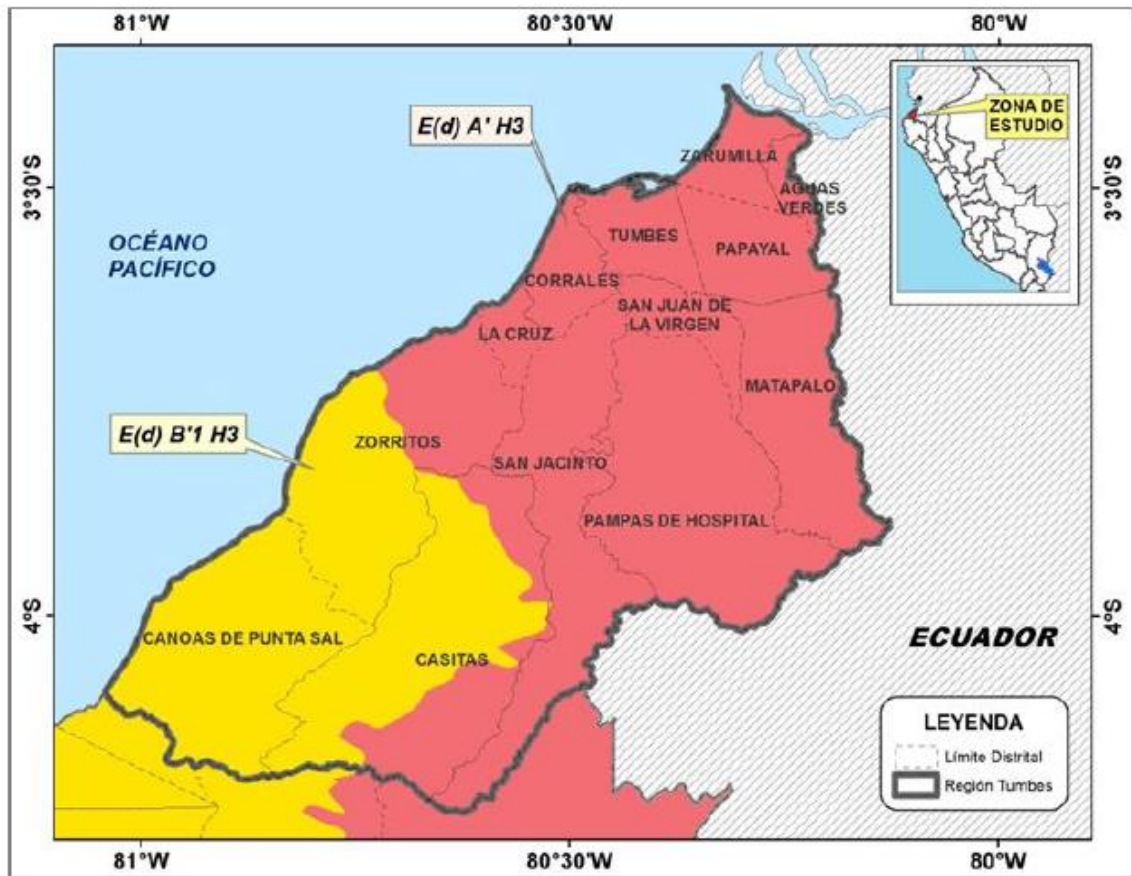 81°W
80°30'W
80°W
3°30'S
3°30'S
4°S
4°S
81°W
80°30'W
80°W
ZONA DE
ESTUDIO
E(d) A' H3
OCÉANO
PACÍFICO
ZARUMILLA
AGUAS
VERDES
TUMBES
PAPAYAL
CORRALES
SAN JUAN DE
LA VIRGEN
LA CRUZ
MATAPALO
E(d) B'1 H3
ZORRITOS
SAN JACINTO
PAMPAS DE HOSPITAL
CANOAS DE PUNTA SAL
CASITAS
ECUADOR
LEYENDA
Límite Distrital
Región Tumbes